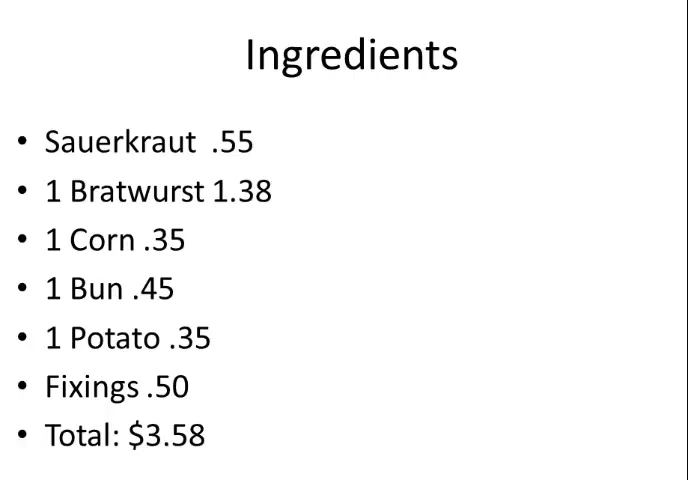 Ingredients
• Sauerkraut .55
• 1 Bratwurst 1.38
• 1 Corn .35
• 1 Bun .45
• 1 Potato .35
• Fixings .50
• Total: $3.58